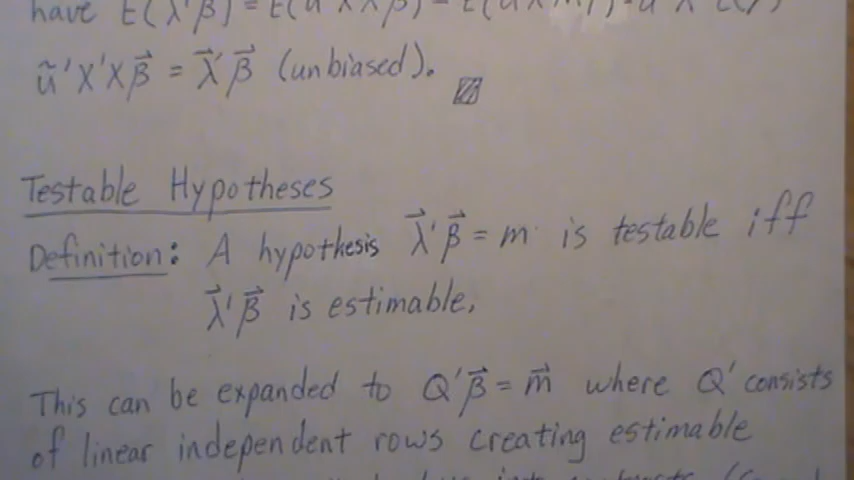 have E(λ̂'β) =
ũ'X'Xβ⃗ = λ⃗'β⃗ (unbiased).
Testable Hypotheses
Definition: A hypothesis λ⃗'β⃗ = m is testable iff
λ⃗'β⃗ is estimable.
This can be expanded to Q'β⃗ = m⃗ where Q' consists
of linear independent rows creating estimable